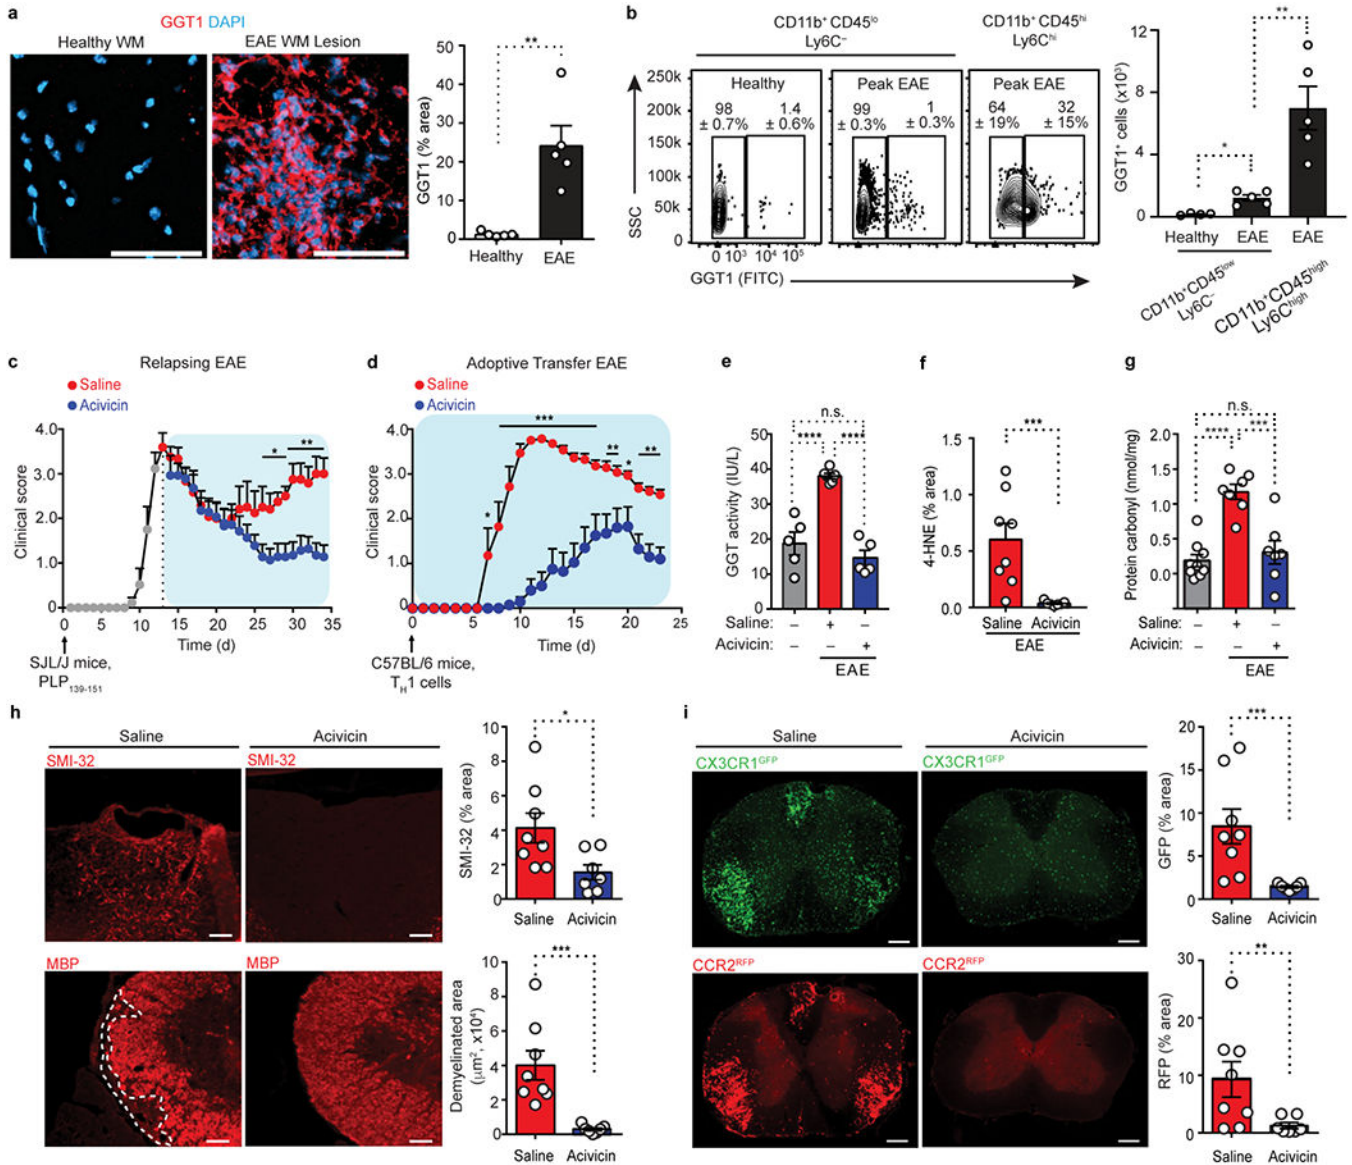 a
GGT1 DAPI
Healthy WM
EAE WM Lesion
GGT1 (% area)
50
40
30
20
10
0
**
Healthy
EAE
b
CD11b⁺ CD45ˡᵒ
Ly6C⁻
CD11b⁺ CD45ʰⁱ
Ly6Cʰⁱ
Healthy
Peak EAE
Peak EAE
98
± 0.7%
1.4
± 0.6%
99
± 0.3%
1
± 0.3%
64
± 19%
32
± 15%
SSC
250k
200k
150k
100k
50k
0
0 10³ 10⁴ 10⁵
GGT1 (FITC)
GGT1⁺ cells (x10³)
12
8
4
0
*
**
Healthy
EAE
EAE
CD11b⁺CD45ˡᵒʷ
Ly6C⁻
CD11b⁺CD45ʰⁱᵍʰ
Ly6Cʰⁱᵍʰ
c
Relapsing EAE
Saline
Acivicin
Clinical score
4.0
3.0
2.0
1.0
0
*
**
0 5 10 15 20 25 30 35
Time (d)
SJL/J mice,
PLP₁₃₉₋₁₅₁
d
Adoptive Transfer EAE
Saline
Acivicin
Clinical score
4.0
3.0
2.0
1.0
0
*
***
**
*
**
0 5 10 15 20 25
Time (d)
C57BL/6 mice,
TH1 cells
e
GGT activity (IU/L)
50
40
30
20
10
0
n.s.
**** ****
Saline: – + –
Acivicin: – – +
EAE
f
4-HNE (% area)
1.5
1.0
0.5
0.0
***
Saline Acivicin
EAE
g
Protein carbonyl (nmol/mg)
2.0
1.5
1.0
0.5
0.0
n.s.
**** ***
Saline: – + –
Acivicin: – – +
EAE
h
Saline
Acivicin
SMI-32
SMI-32
SMI-32 (% area)
10
8
6
4
2
0
*
Saline
Acivicin
MBP
MBP
Demyelinated area
(µm², x10⁴)
10
8
6
4
2
0
***
Saline
Acivicin
i
Saline
Acivicin
CX3CR1ᴳᶠᴾ
CX3CR1ᴳᶠᴾ
GFP (% area)
20
15
10
5
0
***
Saline
Acivicin
CCR2ᴿᶠᴾ
CCR2ᴿᶠᴾ
RFP (% area)
30
20
10
0
**
Saline
Acivicin